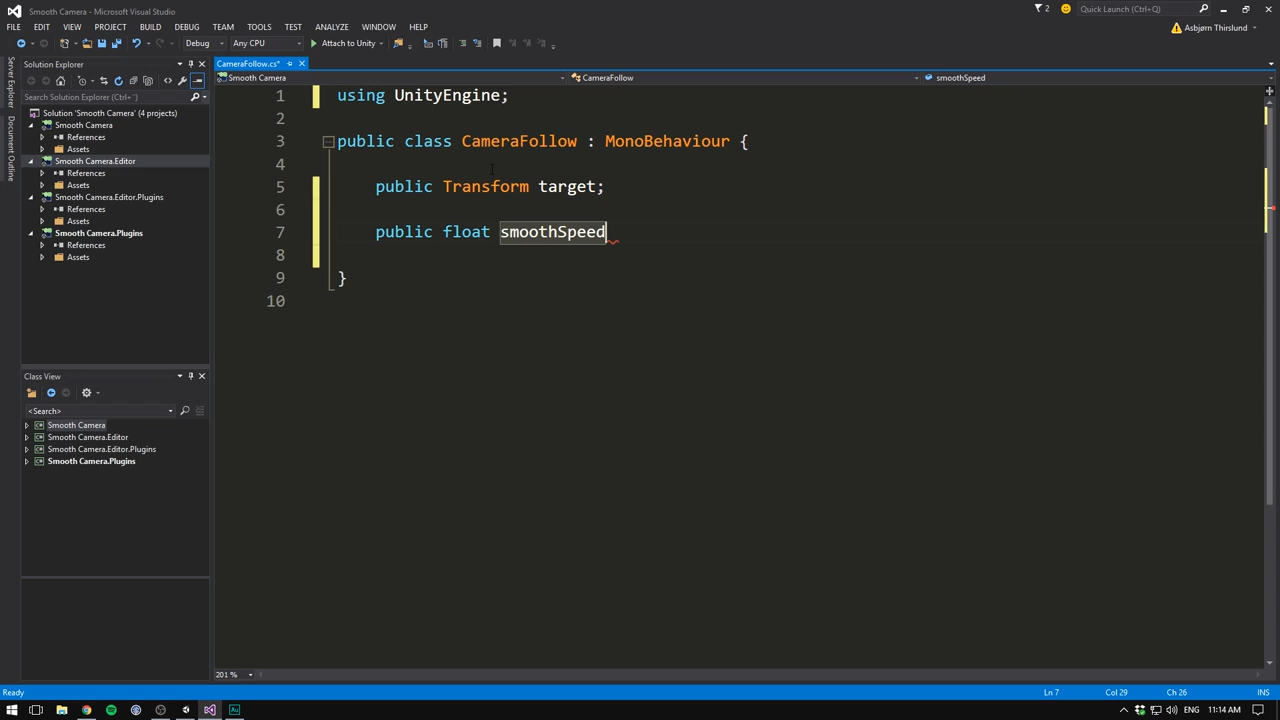 Smooth Camera - Microsoft Visual Studio
2
Quick Launch (Ctrl+Q)
FILE EDIT VIEW PROJECT BUILD DEBUG TEAM TOOLS TEST ANALYZE WINDOW HELP
Asbjørn Thirslund
Debug Any CPU Attach to Unity
Server Explorer
Document Outline
Solution Explorer
Search Solution Explorer (Ctrl+')
Solution 'Smooth Camera' (4 projects)
Smooth Camera
References
Assets
Smooth Camera.Editor
References
Assets
Smooth Camera.Editor.Plugins
References
Assets
Smooth Camera.Plugins
References
Assets
Class View
<Search>
Smooth Camera
Smooth Camera.Editor
Smooth Camera.Editor.Plugins
Smooth Camera.Plugins
CameraFollow.cs*
Smooth Camera CameraFollow smoothSpeed
1 using UnityEngine;
2
3 public class CameraFollow : MonoBehaviour {
4
5 public Transform target;
6
7 public float smoothSpeed
8
9 }
10
201 %
Ready Ln 7 Col 29 Ch 26 INS
ENG 11:14 AM